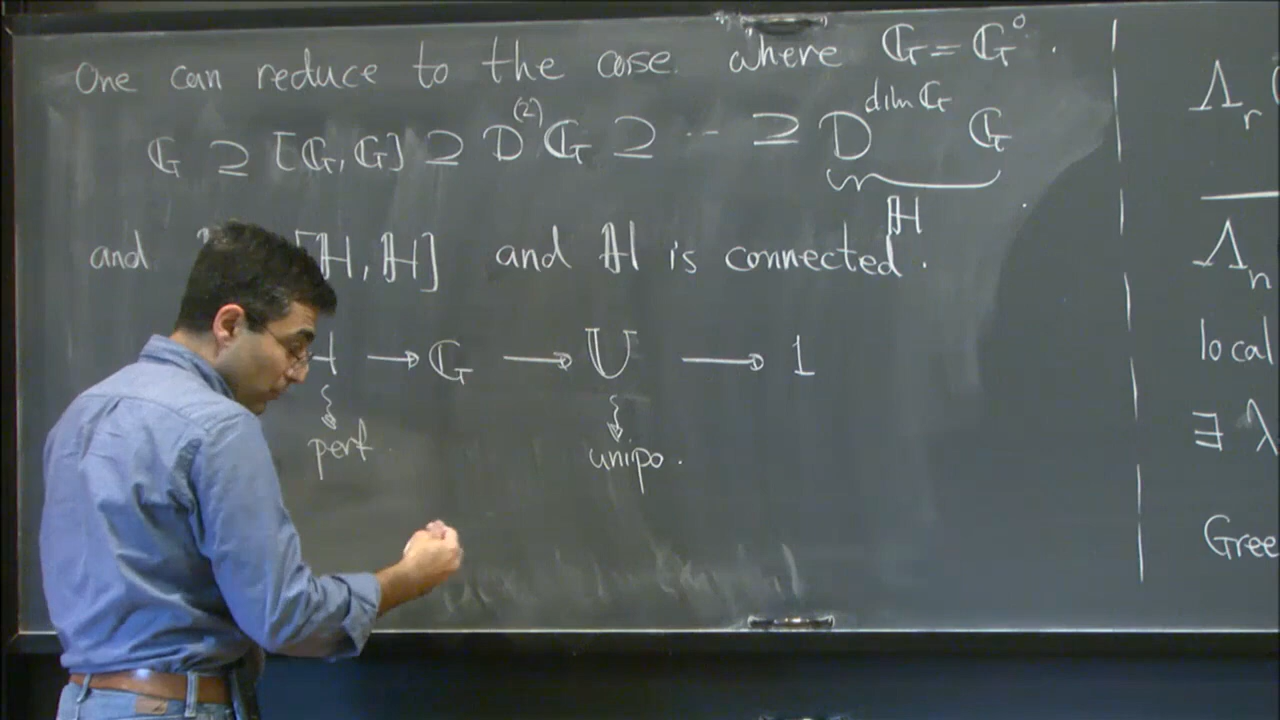 One can reduce to the case where 𝔾 = 𝔾° .
𝔾 ⊇ [𝔾, 𝔾] ⊇ D⁽²⁾𝔾 ⊇ ··· ⊇ D^{dim 𝔾} 𝔾
ℍ
and [ℍ, ℍ] and ℍ is connected .
→ 𝔾 → 𝕌 → 1
perf . unipo .
Λ_r (
Λ_n
local
∃ λ
Gree